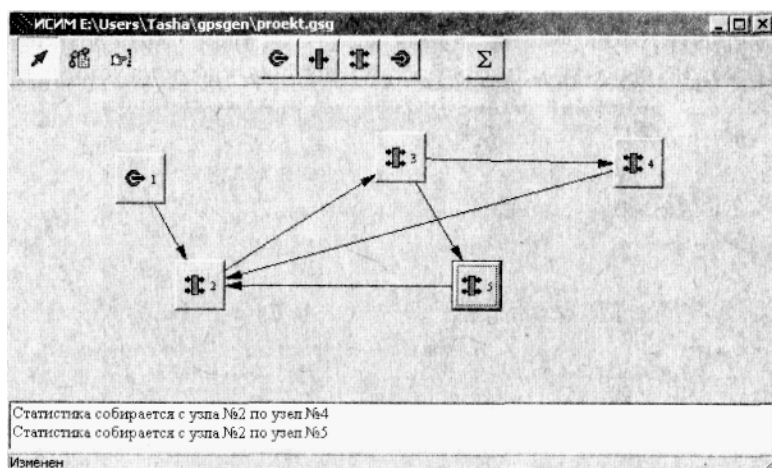 ИСИМ E:\Users\Tasha\gpsgen\proekt.gsg
Σ
1
3
4
2
5
Статистика собирается с узла №2 по узел №4
Статистика собирается с узла №2 по узел №5
Изменен